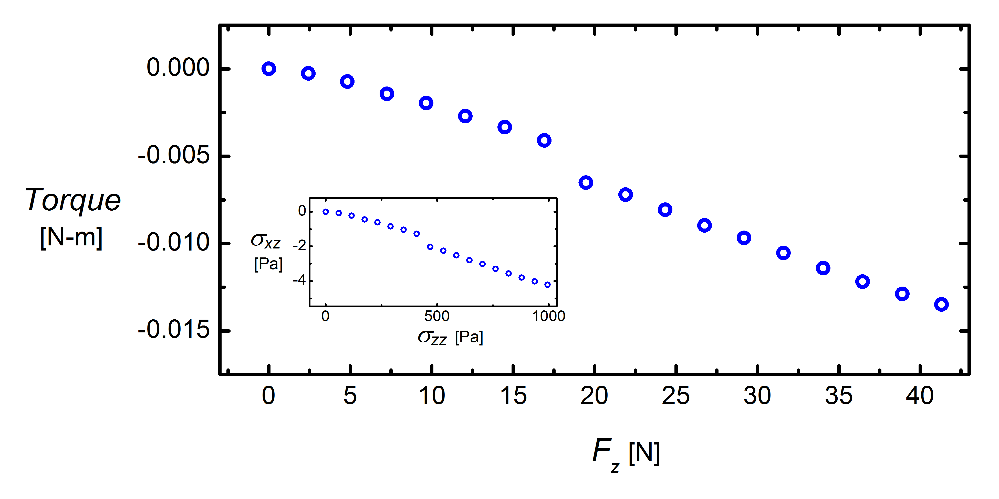 0.000
-0.005
Torque
[N-m]
-0.010
-0.015
0
σxz
-2
[Pa]
-4
0 500 1000
σzz [Pa]
0 5 10 15 20 25 30 35 40
Fz [N]